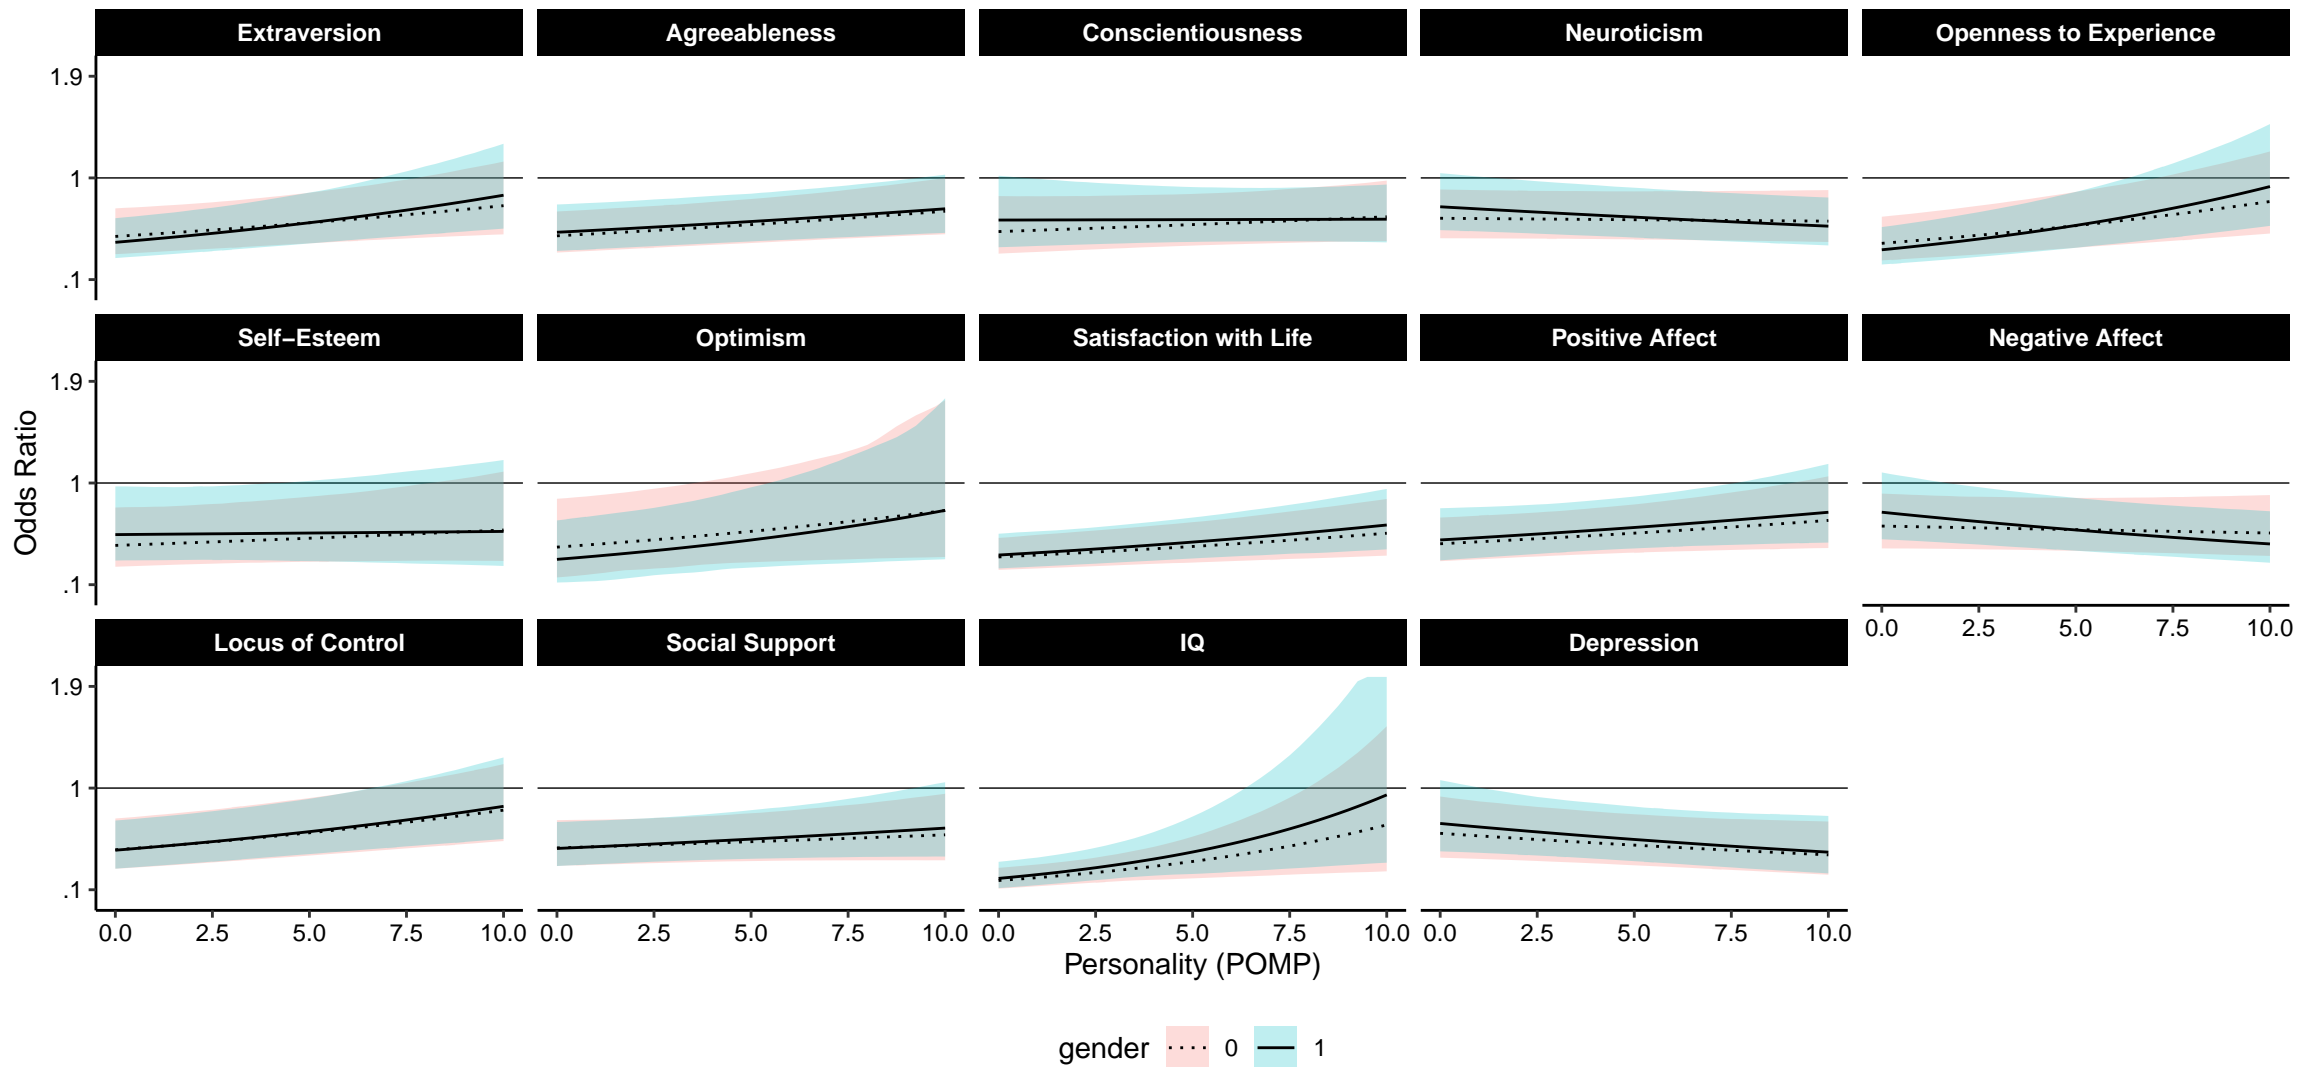 Extraversion Agreeableness Conscientiousness Neuroticism Openness to Experience
1.9
1
.1
Self−Esteem Optimism Satisfaction with Life Positive Affect Negative Affect
1.9
1
.1
0.0 2.5 5.0 7.5 10.0
Locus of Control Social Support IQ Depression
1.9
1
.1
0.0 2.5 5.0 7.5 10.0 0.0 2.5 5.0 7.5 10.0 0.0 2.5 5.0 7.5 10.0 0.0 2.5 5.0 7.5 10.0
Odds Ratio
Personality (POMP)
gender 0 1